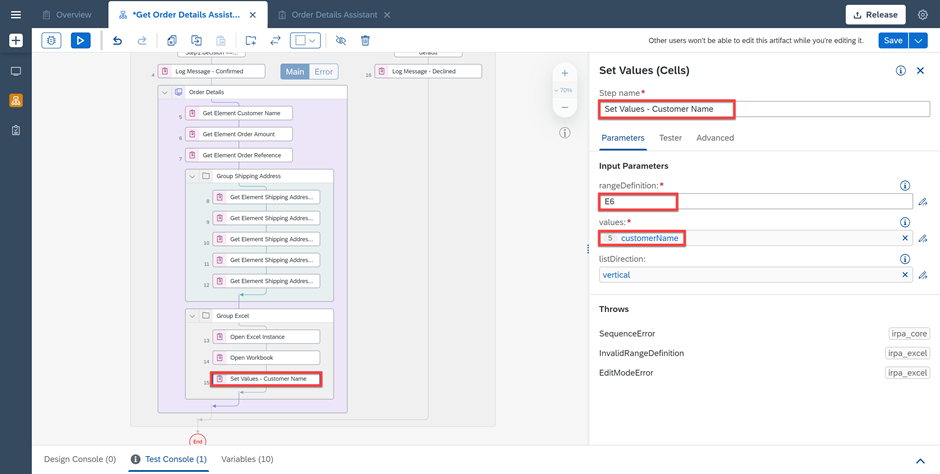 Overview
*Get Order Details Assist...
Order Details Assistant
Release
Other users won't be able to edit this artifact while you're editing it.
Save
4 Log Message - Confirmed
Main Error
default
16 Log Message - Declined
Order Details
5 Get Element Customer Name
6 Get Element Order Amount
7 Get Element Order Reference
Group Shipping Address
8 Get Element Shipping Addres...
9 Get Element Shipping Addres...
10 Get Element Shipping Addres...
11 Get Element Shipping Addres...
12 Get Element Shipping Addres...
Group Excel
13 Open Excel Instance
14 Open Workbook
15 Set Values - Customer Name
End
70%
Set Values (Cells)
Step name*
Set Values - Customer Name
Parameters Tester Advanced
Input Parameters
rangeDefinition: *
E6
values: *
5 customerName
listDirection:
vertical
Throws
SequenceError irpa_core
InvalidRangeDefinition irpa_excel
EditModeError irpa_excel
Design Console (0) Test Console (1) Variables (10)